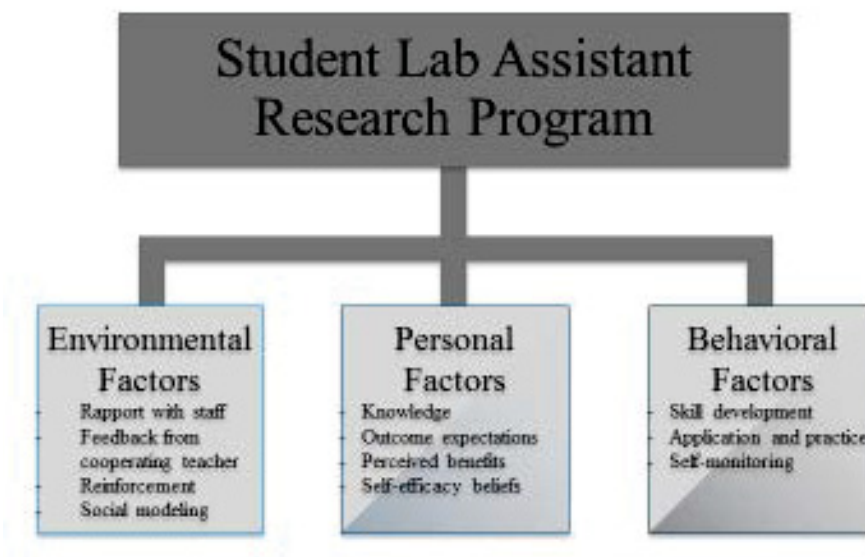 Student Lab Assistant
Research Program
Environmental
Factors
- Rapport with staff
- Feedback from
cooperating teacher
- Reinforcement
- Social modeling
Personal
Factors
- Knowledge
- Outcome expectations
- Perceived benefits
- Self-efficacy beliefs
Behavioral
Factors
- Skill development
- Application and practice
- Self-monitoring